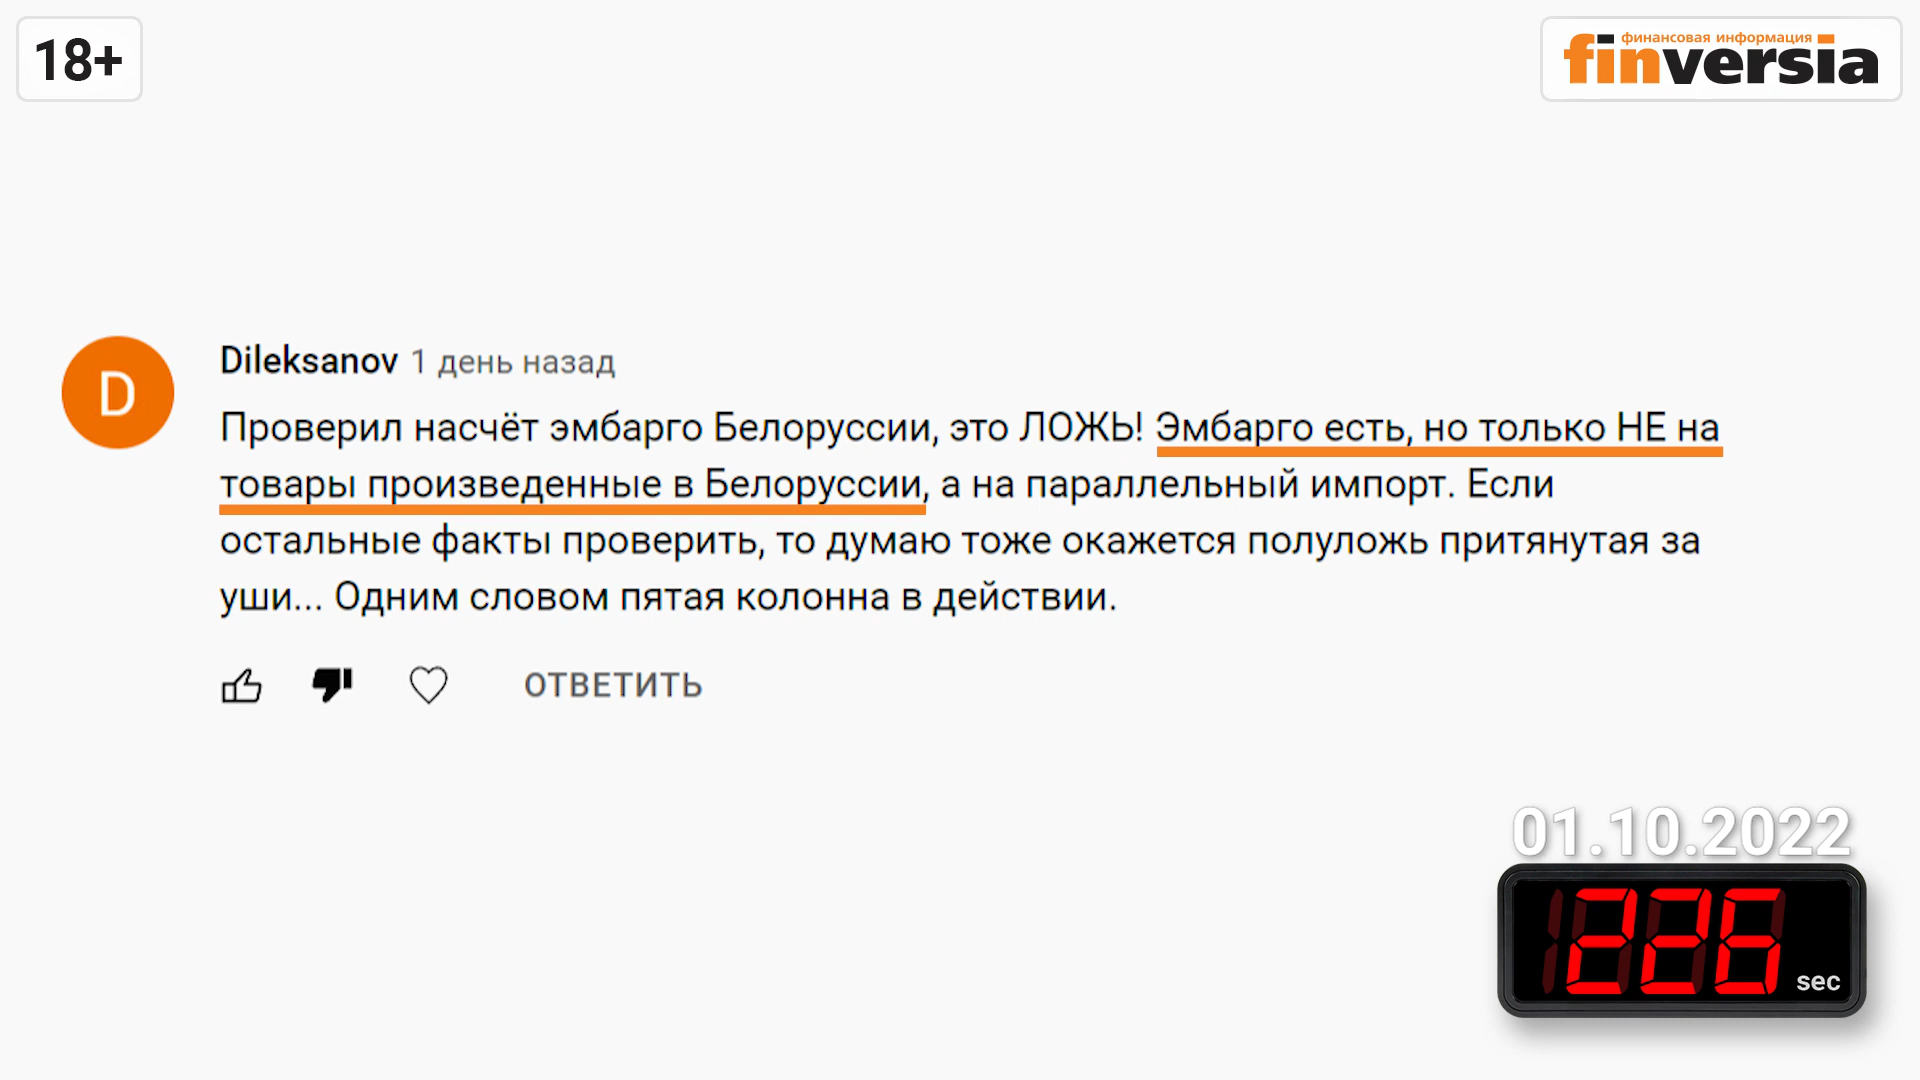 18+
финансовая информация
finversia
Dileksanov 1 день назад
Проверил насчёт эмбарго Белоруссии, это ЛОЖЬ! Эмбарго есть, но только НЕ на
товары произведенные в Белоруссии, а на параллельный импорт. Если
остальные факты проверить, то думаю тоже окажется полуложь притянутая за
уши... Одним словом пятая колонна в действии.
ОТВЕТИТЬ
01.10.2022
226 sec
D